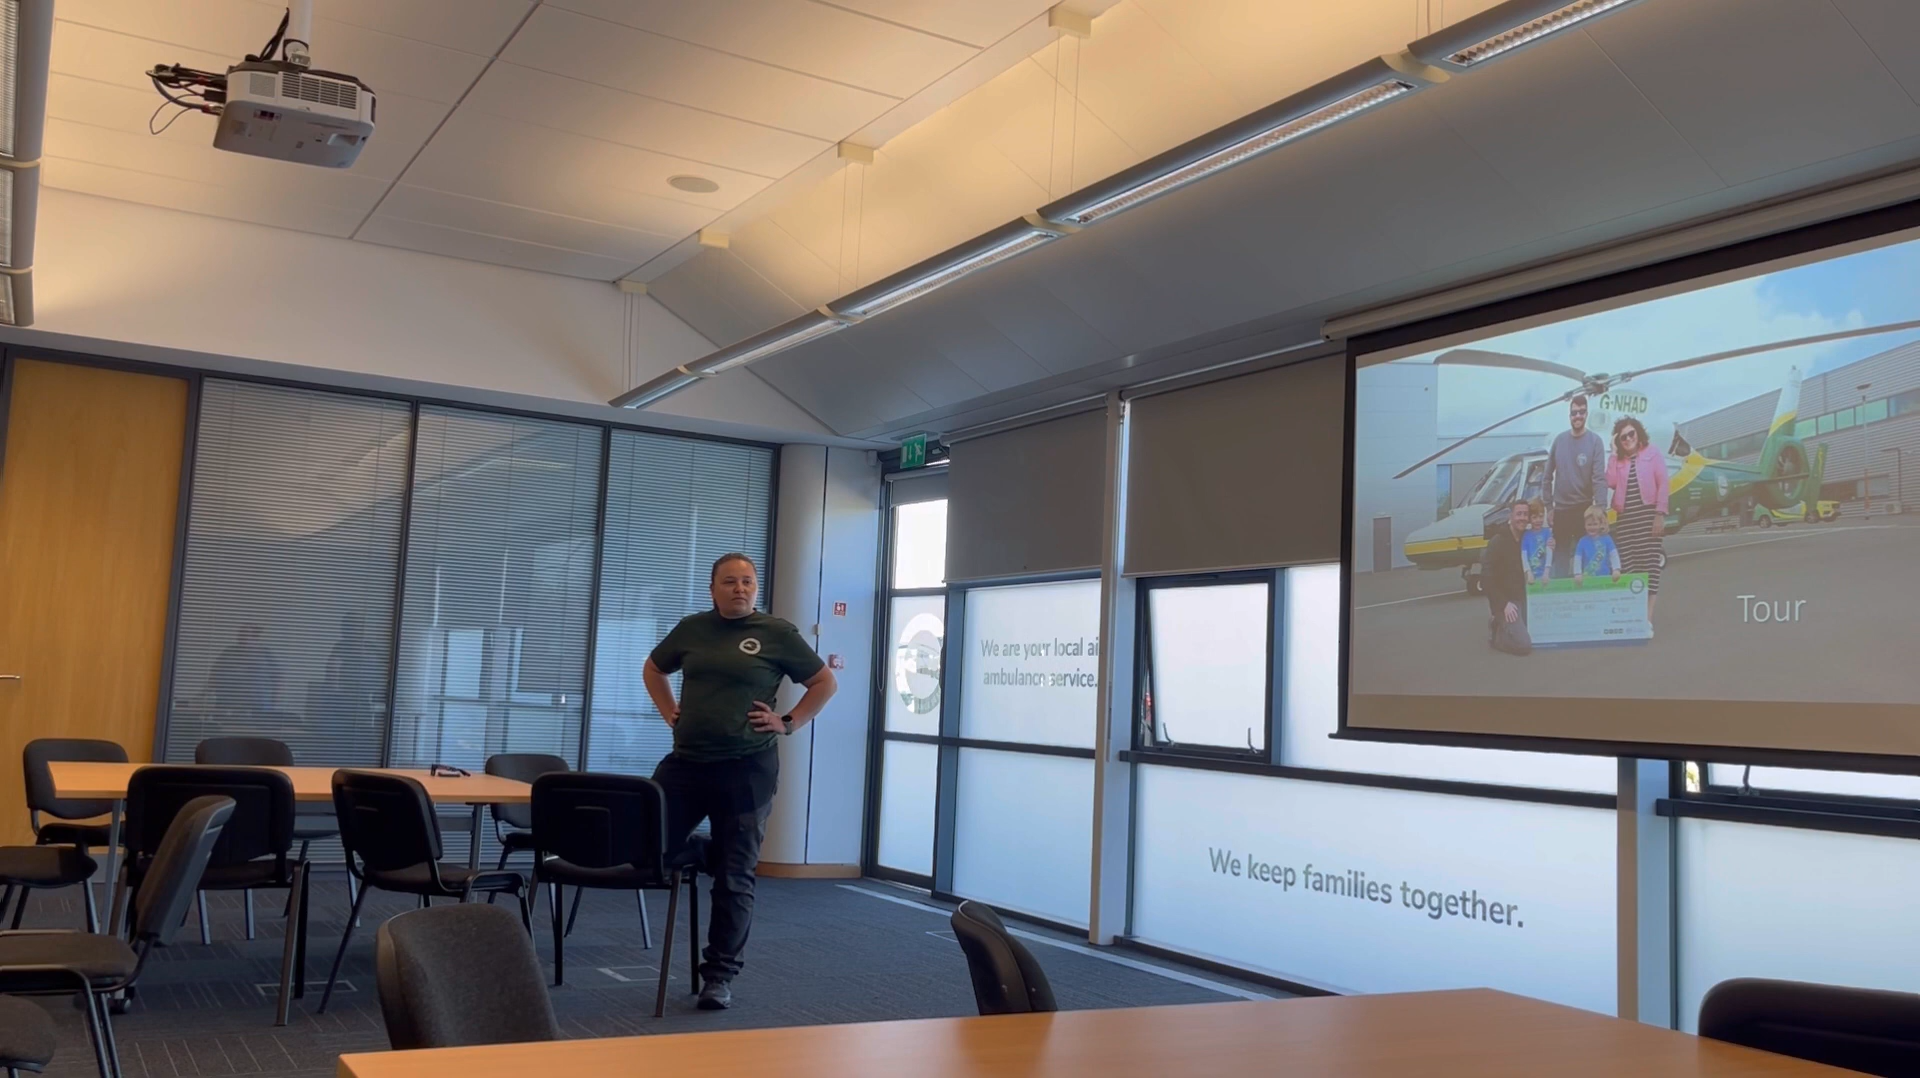 G-NHAD
Tour
We are your local ai
ambulance service.
We keep families together.